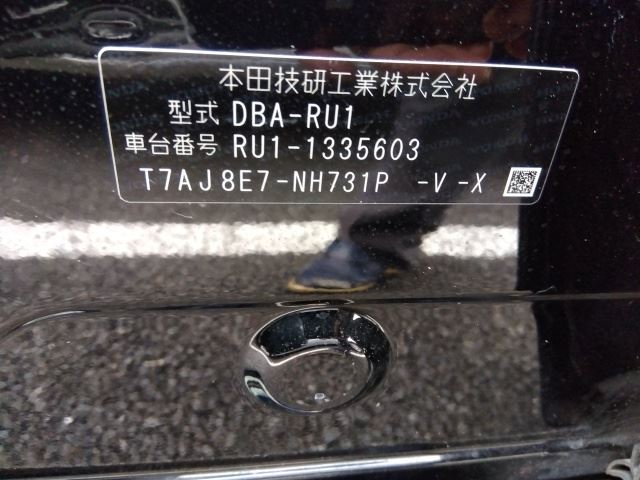 本田技研工業株式会社
型式 DBA-RU1
車台番号 RU1-1335603
T7AJ8E7-NH731P -V -X